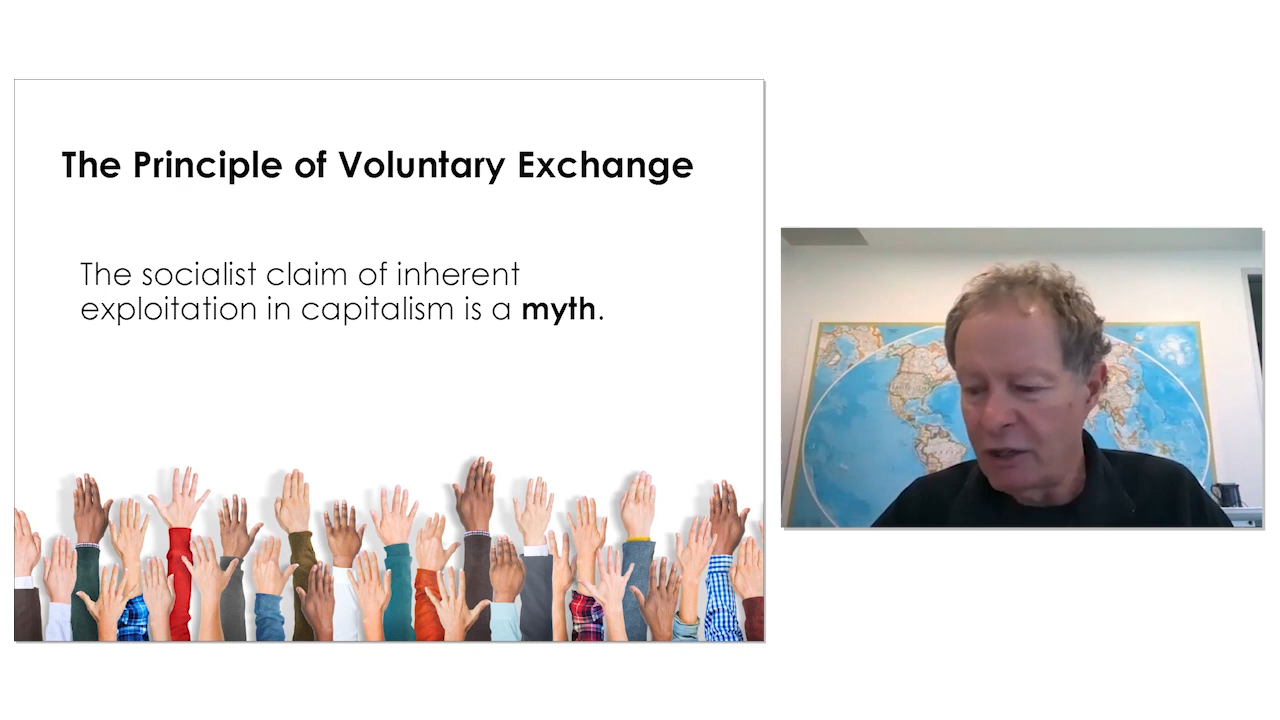 The Principle of Voluntary Exchange
The socialist claim of inherent
exploitation in capitalism is a myth.